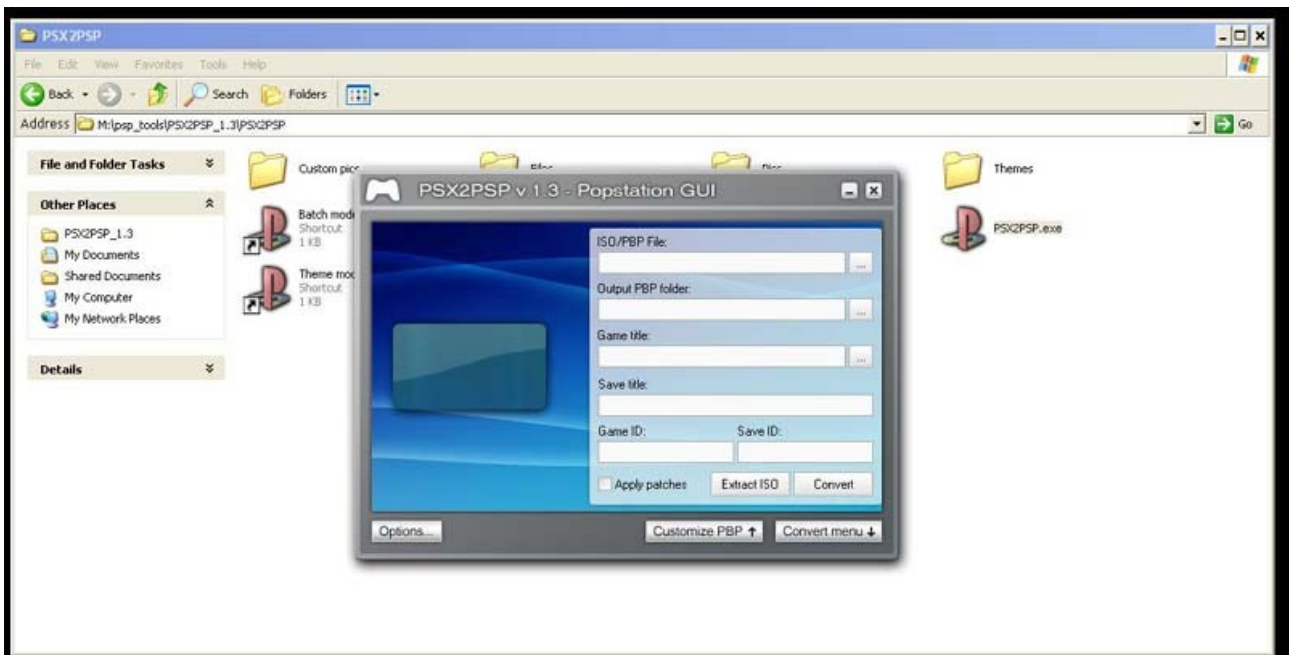 PSX2PSP
File Edit View Favorites Tools Help
Back Search Folders
Address M:\psp_tools\PSX2PSP_1.3\PSX2PSP Go
File and Folder Tasks
Other Places
PSX2PSP_1.3
My Documents
Shared Documents
My Computer
My Network Places
Details
Custom pics
Themes
Batch mod
Shortcut
1 KB
PSX2PSP.exe
Theme mod
Shortcut
1 KB
PSX2PSP v 1.3 - Popstation GUI
ISO/PBP File:
...
Output PBP folder:
...
Game title:
...
Save title:
Game ID: Save ID:
Apply patches Extract ISO Convert
Options... Customize PBP ↑ Convert menu ↓